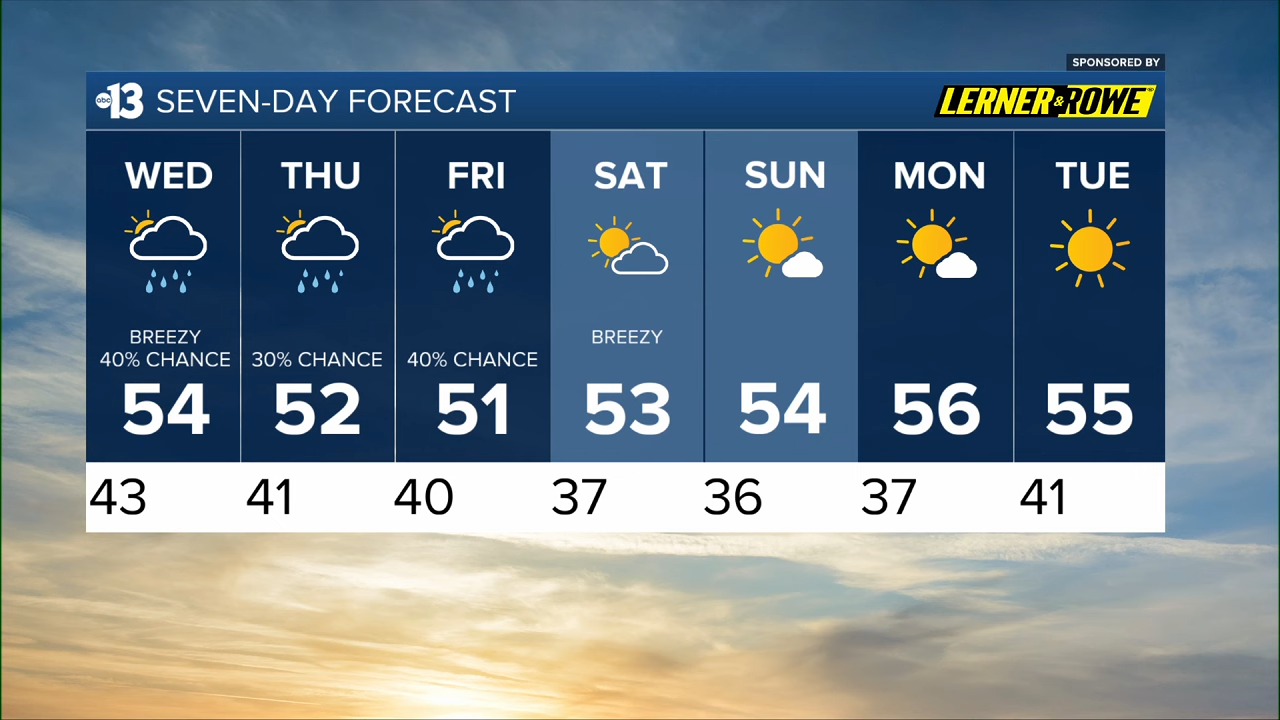 SPONSORED BY
abc 13 SEVEN-DAY FORECAST LERNER & ROWE®
WED THU FRI SAT SUN MON TUE
BREEZY BREEZY
40% CHANCE 30% CHANCE 40% CHANCE
54 52 51 53 54 56 55
43 41 40 37 36 37 41